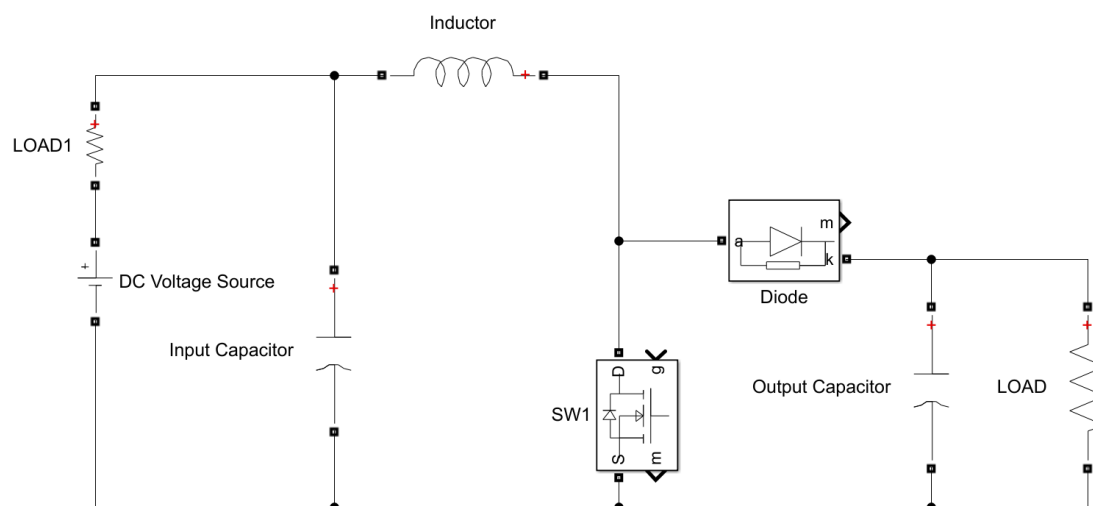 Inductor
LOAD1
+
DC Voltage Source
Input Capacitor
a
m
k
Diode
D
g
SW1
S
m
Output Capacitor
LOAD